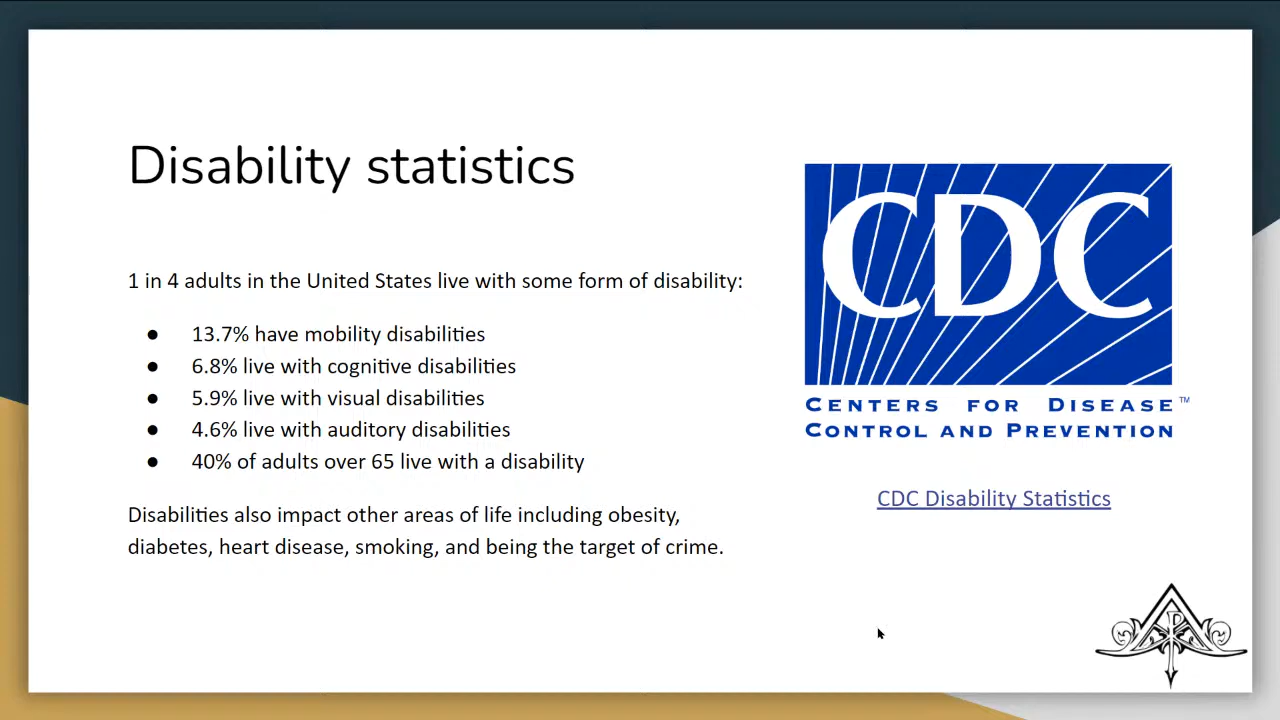 Disability statistics
1 in 4 adults in the United States live with some form of disability:
● 13.7% have mobility disabilities
● 6.8% live with cognitive disabilities
● 5.9% live with visual disabilities
● 4.6% live with auditory disabilities
● 40% of adults over 65 live with a disability
Disabilities also impact other areas of life including obesity,
diabetes, heart disease, smoking, and being the target of crime.
CDC
CENTERS FOR DISEASE™
CONTROL AND PREVENTION
CDC Disability Statistics